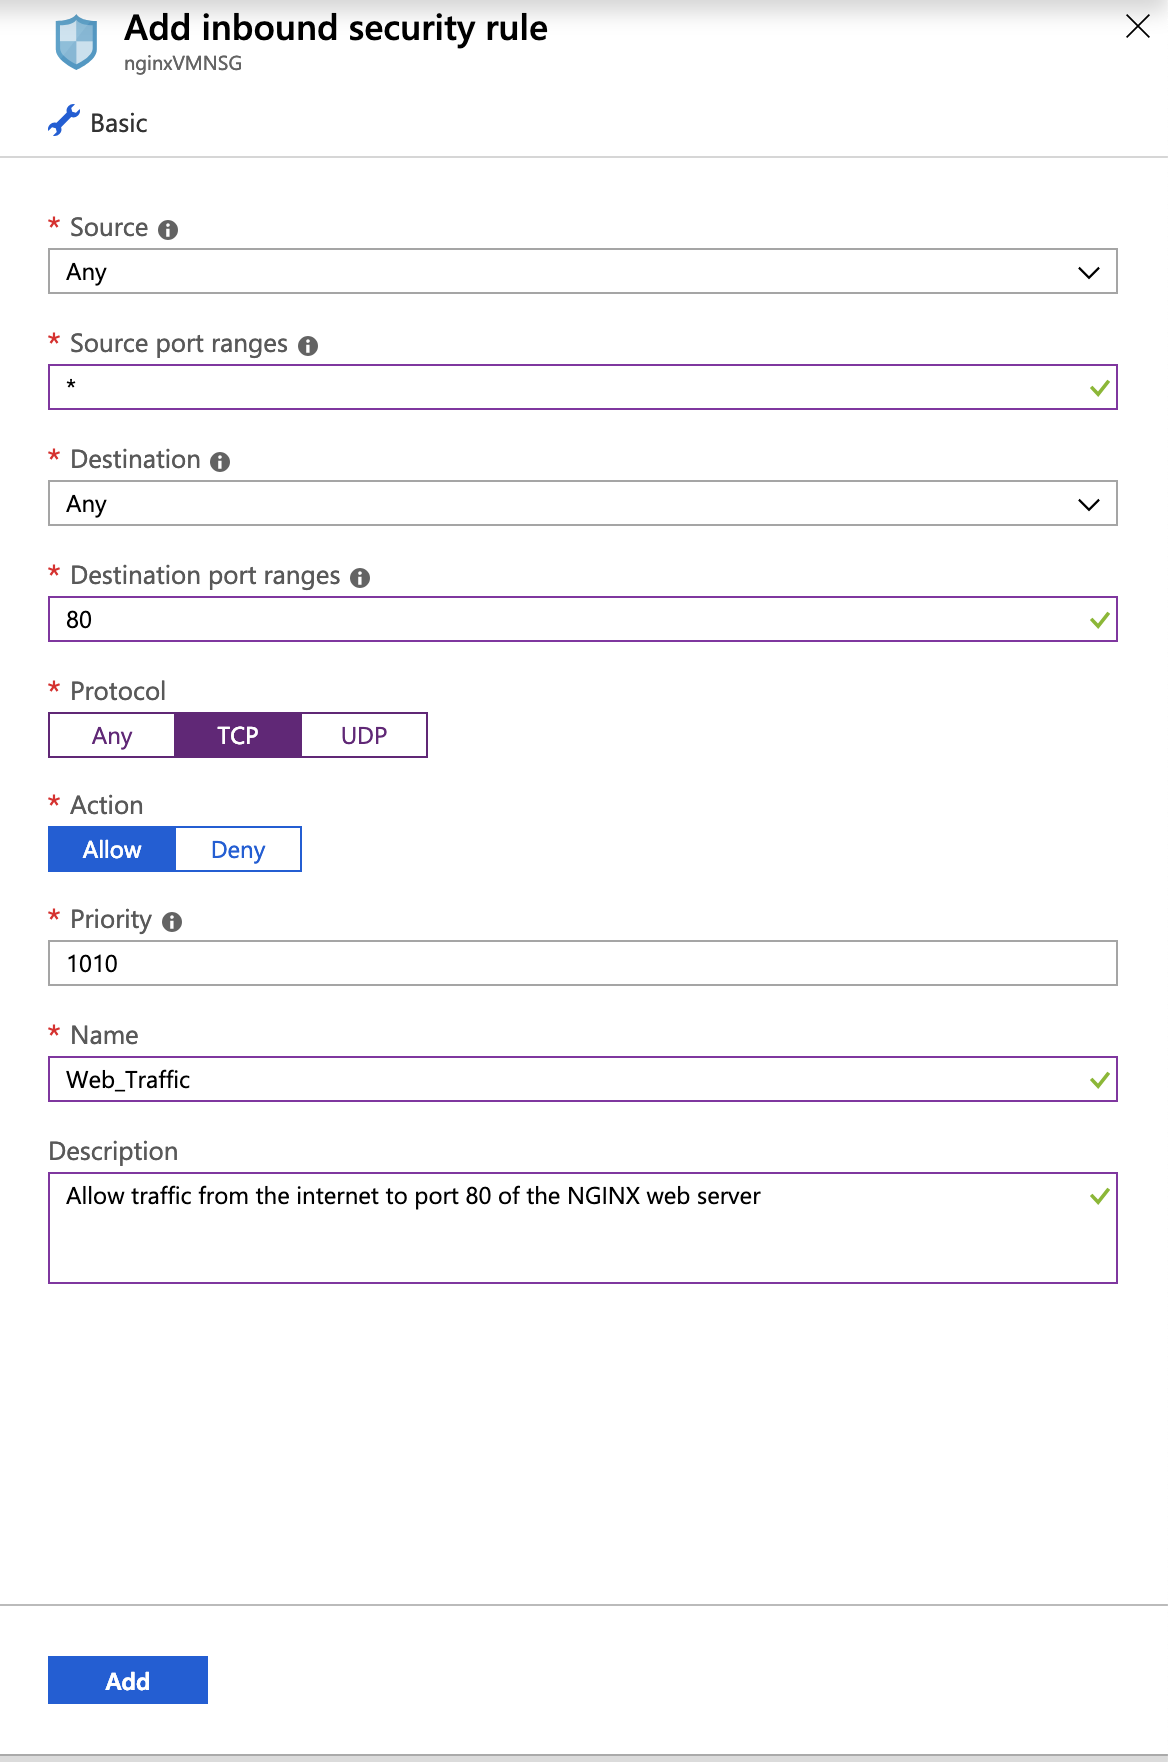 Add inbound security rule
nginxVMNSG
Basic
* Source
Any
* Source port ranges
*
* Destination
Any
* Destination port ranges
80
* Protocol
Any TCP UDP
* Action
Allow Deny
* Priority
1010
* Name
Web_Traffic
Description
Allow traffic from the internet to port 80 of the NGINX web server
Add